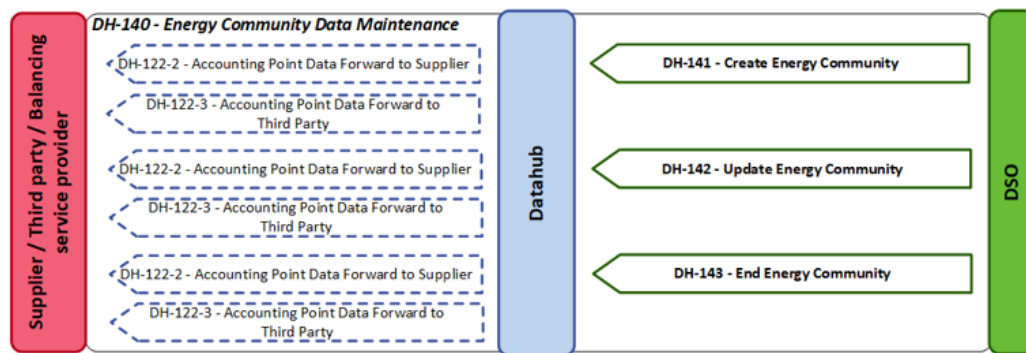 DH-140 - Energy Community Data Maintenance
Supplier / Third party / Balancing
service provider
DH-122-2 - Accounting Point Data Forward to Supplier
DH-122-3 - Accounting Point Data Forward to
Third Party
DH-122-2 - Accounting Point Data Forward to Supplier
DH-122-3 - Accounting Point Data Forward to
Third Party
DH-122-2 - Accounting Point Data Forward to Supplier
DH-122-3 - Accounting Point Data Forward to
Third Party
Datahub
DH-141 - Create Energy Community
DH-142 - Update Energy Community
DH-143 - End Energy Community
DSO